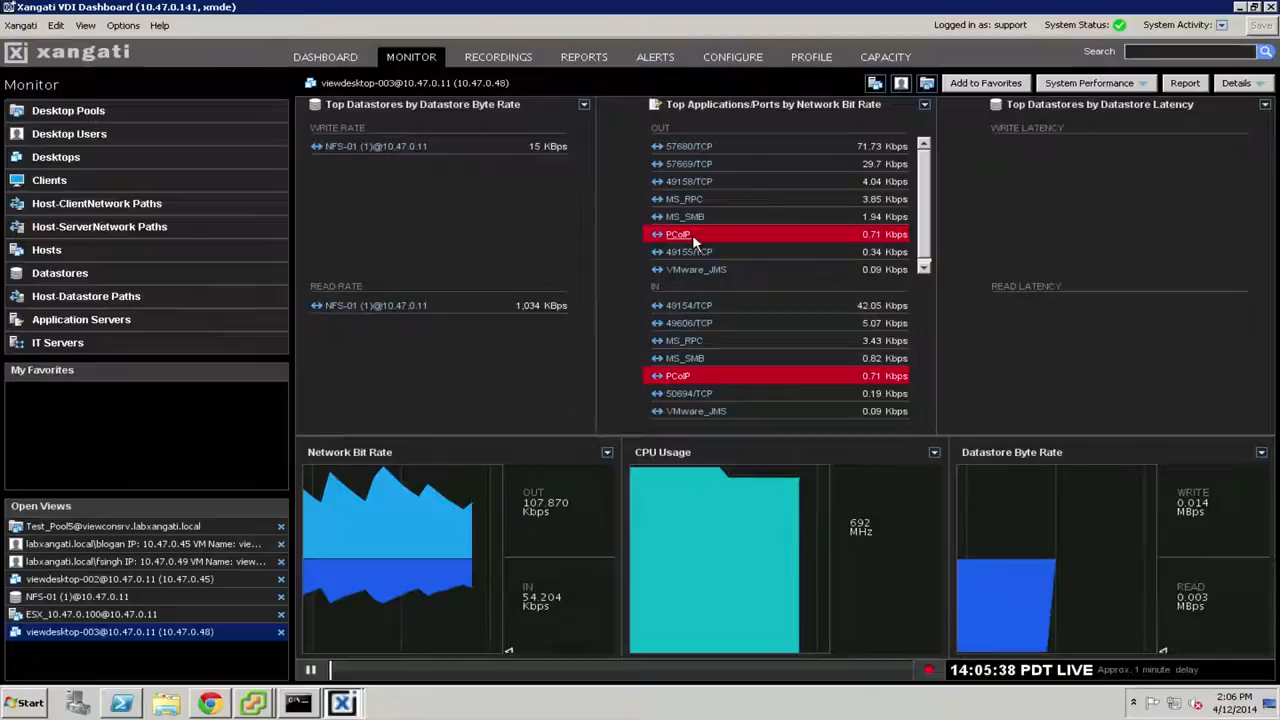 Xangati VDI Dashboard (10.47.0.141, xmde)
Xangati Edit View Options Help
Logged in as: support System Status: System Activity: Save
xangati
DASHBOARD MONITOR RECORDINGS REPORTS ALERTS CONFIGURE PROFILE CAPACITY
Search
Monitor
viewdesktop-003@10.47.0.11 (10.47.0.48)
Add to Favorites System Performance Report Details
Desktop Pools
Desktop Users
Desktops
Clients
Host-ClientNetwork Paths
Host-ServerNetwork Paths
Hosts
Datastores
Host-Datastore Paths
Application Servers
IT Servers
My Favorites
Open Views
Test_Pool5@viewconsrv.labxangati.local
labxangati.local\blogan IP: 10.47.0.45 VM Name: vie...
labxangati.local\fsingh IP: 10.47.0.49 VM Name: vie...
viewdesktop-002@10.47.0.11 (10.47.0.45)
NFS-01 (1)@10.47.0.11
ESX_10.47.0.100@10.47.0.11
viewdesktop-003@10.47.0.11 (10.47.0.48)
Top Datastores by Datastore Byte Rate
WRITE RATE
NFS-01 (1)@10.47.0.11 15 KBps
READ RATE
NFS-01 (1)@10.47.0.11 1,034 KBps
Top Applications/Ports by Network Bit Rate
OUT
57680/TCP 71.73 Kbps
57669/TCP 29.7 Kbps
49158/TCP 4.04 Kbps
MS_RPC 3.85 Kbps
MS_SMB 1.94 Kbps
PCoIP 0.71 Kbps
49155/TCP 0.34 Kbps
VMware_JMS 0.09 Kbps
IN
49154/TCP 42.05 Kbps
49606/TCP 5.07 Kbps
MS_RPC 3.43 Kbps
MS_SMB 0.82 Kbps
PCoIP 0.71 Kbps
50694/TCP 0.19 Kbps
VMware_JMS 0.09 Kbps
Top Datastores by Datastore Latency
WRITE LATENCY
READ LATENCY
Network Bit Rate
OUT
107.870
Kbps
IN
54.204
Kbps
CPU Usage
692
MHz
Datastore Byte Rate
WRITE
0.014
MBps
READ
0.003
MBps
14:05:38 PDT LIVE Approx. 1 minute delay
Start
2:06 PM
4/12/2014